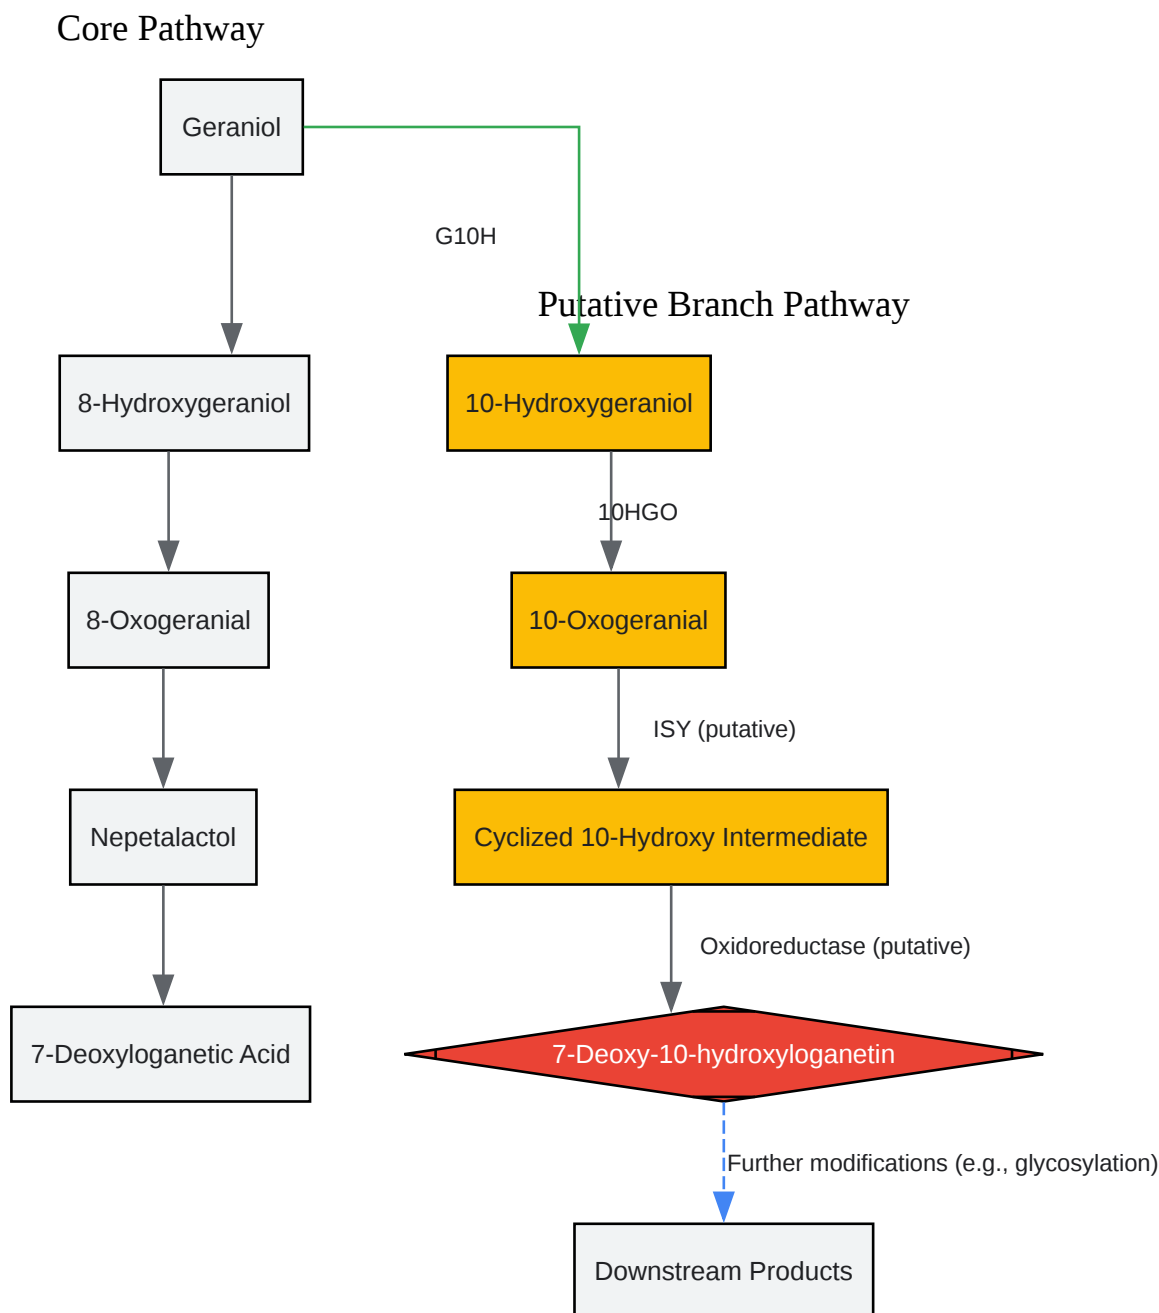 Core Pathway
Geraniol
G10H
Putative Branch Pathway
8-Hydroxygeraniol
10-Hydroxygeraniol
10HGO
8-Oxogeranial
10-Oxogeranial
ISY (putative)
Nepetalactol
Cyclized 10-Hydroxy Intermediate
Oxidoreductase (putative)
7-Deoxyloganetic Acid
7-Deoxy-10-hydroxyloganetin
Further modifications (e.g., glycosylation)
Downstream Products